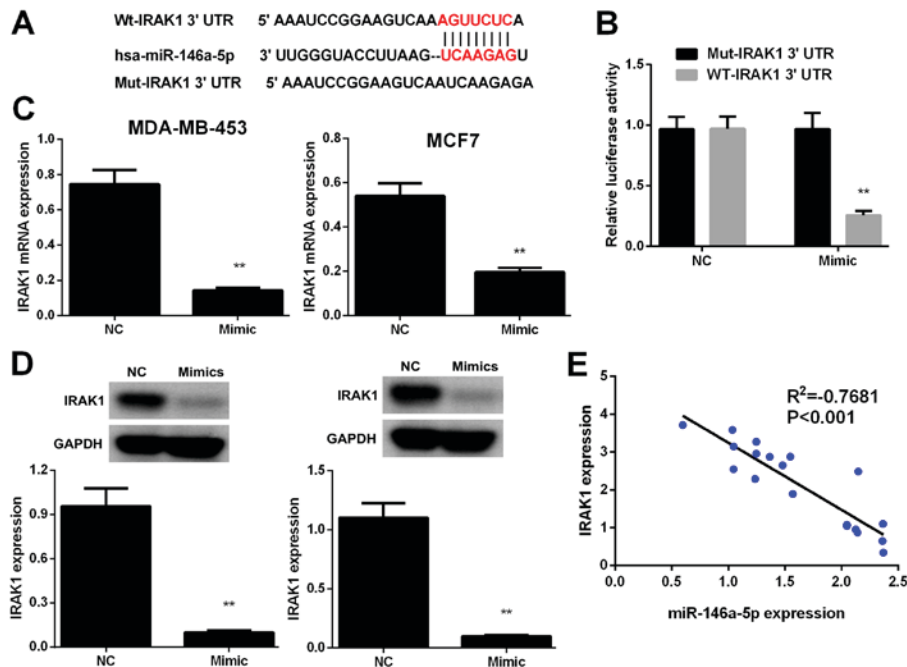 A
Wt-IRAK1 3' UTR 5' AAAUCCGGAAGUCAAAGUUCUCA
hsa-miR-146a-5p 3' UUGGGUACCUUAAG--UCAAGAGU
Mut-IRAK1 3' UTR 5' AAAUCCGGAAGUCAAUCAAGAGA
B
Mut-IRAK1 3' UTR
WT-IRAK1 3' UTR
Relative luciferase activity
1.5
1.0
0.5
0.0
**
NC Mimic
C
MDA-MB-453
IRAK1 mRNA expression
0.8
0.6
0.4
0.2
0.0
**
NC Mimic
MCF7
IRAK1 mRNA expression
0.8
0.6
0.4
0.2
0.0
**
NC Mimic
D
NC Mimics
IRAK1
GAPDH
IRAK1 expression
1.2
0.9
0.6
0.3
0.0
**
NC Mimic
NC Mimics
IRAK1
GAPDH
IRAK1 expression
1.5
1.0
0.5
0.0
**
NC Mimic
E
R²=-0.7681
P<0.001
IRAK1 expression
5
4
3
2
1
0
0.0 0.5 1.0 1.5 2.0 2.5
miR-146a-5p expression